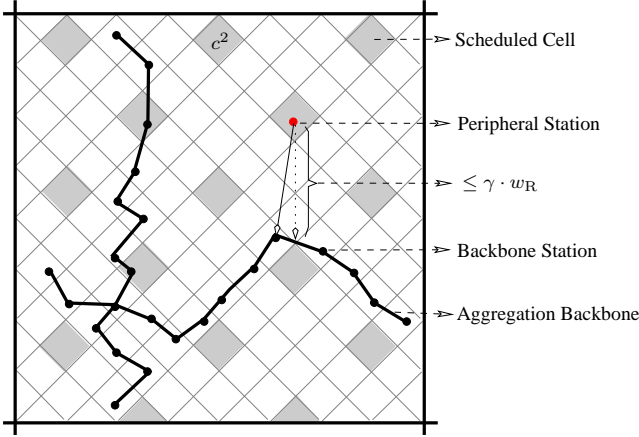 c² Scheduled Cell
Peripheral Station
≤ γ · w_R
Backbone Station
Aggregation Backbone